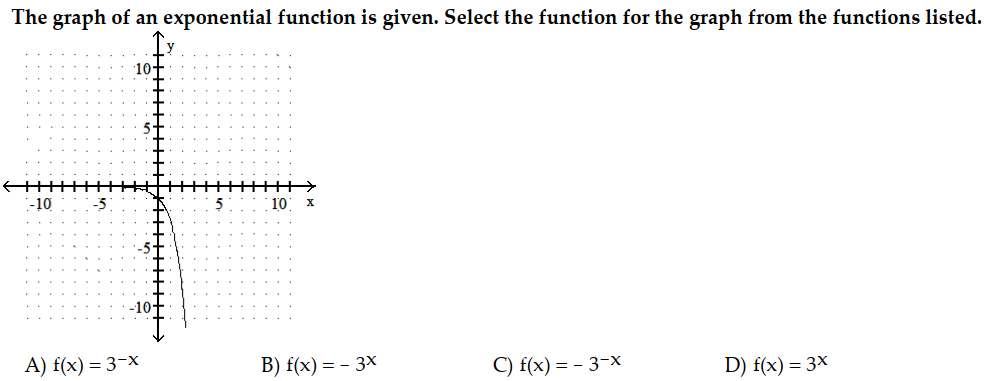 The graph of an exponential function is given. Select the function for the graph from the functions listed.
y
10
5
-10 -5 5 10 x
-5
-10
A) f(x) = 3^-x B) f(x) = - 3^x C) f(x) = - 3^-x D) f(x) = 3^x